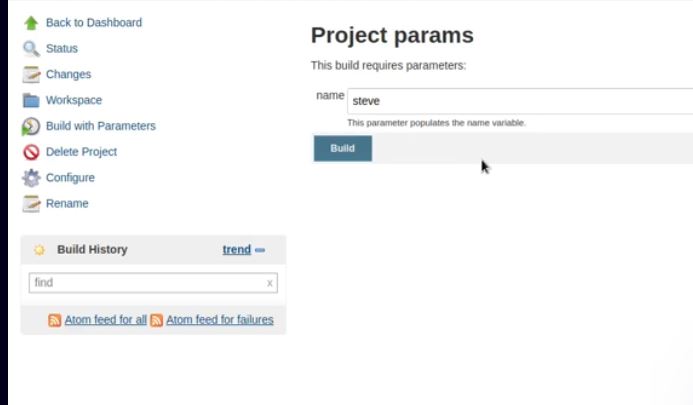 Back to Dashboard
Status
Changes
Workspace
Build with Parameters
Delete Project
Configure
Rename
Build History trend
find x
Atom feed for all Atom feed for failures
Project params
This build requires parameters:
name steve
This parameter populates the name variable.
Build